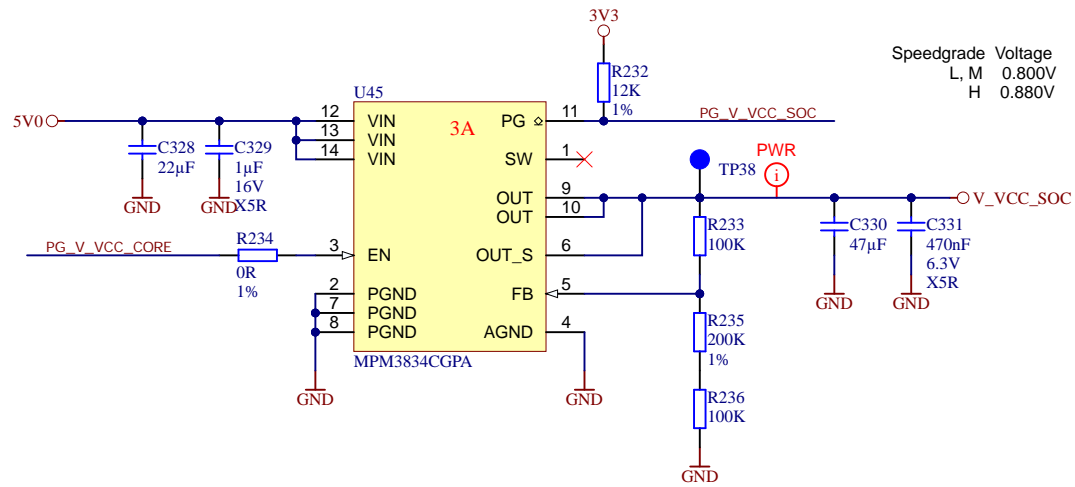 3V3
Speedgrade Voltage
L, M 0.800V
H 0.880V
R232
12K
1%
U45
5V0
12 VIN
13 VIN
14 VIN
3A
PG 11
PG_V_VCC_SOC
C328
22µF
C329
1µF
16V
X5R
GND
GND
SW 1
TP38
PWR
i
OUT 9
OUT 10
V_VCC_SOC
R233
100K
C330
47µF
C331
470nF
6.3V
X5R
PG_V_VCC_CORE
R234
0R
1%
3 EN
OUT_S 6
2 PGND
7 PGND
8 PGND
FB 5
AGND 4
GND
GND
R235
200K
1%
MPM3834CGPA
GND
GND
R236
100K
GND